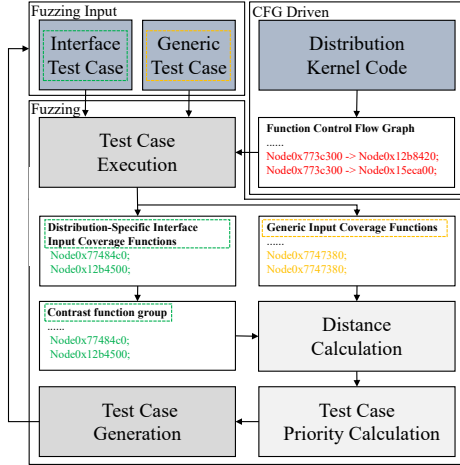 Fuzzing Input
Interface
Test Case
Generic
Test Case
CFG Driven
Distribution
Kernel Code
Function Control Flow Graph
......
Node0x773c300 -> Node0x12b8420;
Node0x773c300 -> Node0x15eca00;
Fuzzing
Test Case
Execution
Distribution-Specific Interface
Input Coverage Functions
Node0x77484c0;
Node0x12b4500;
Generic Input Coverage Functions
......
Node0x7747380;
Node0x7747380;
Contrast function group
......
Node0x77484c0;
Node0x12b4500;
Distance
Calculation
Test Case
Generation
Test Case
Priority Calculation